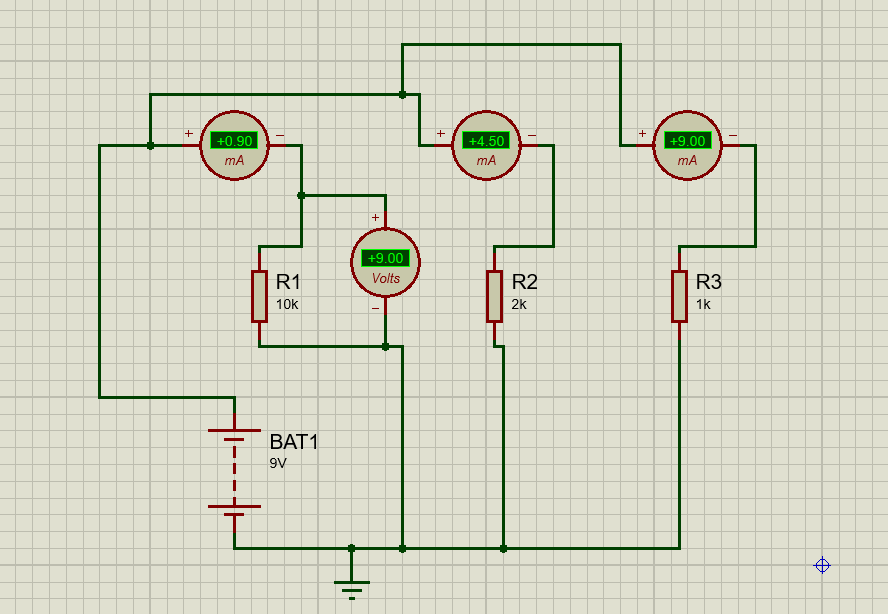 + +0.90 −
mA
+ +4.50 −
mA
+ +9.00 −
mA
+
+9.00
Volts
−
R1
10k
R2
2k
R3
1k
BAT1
9V